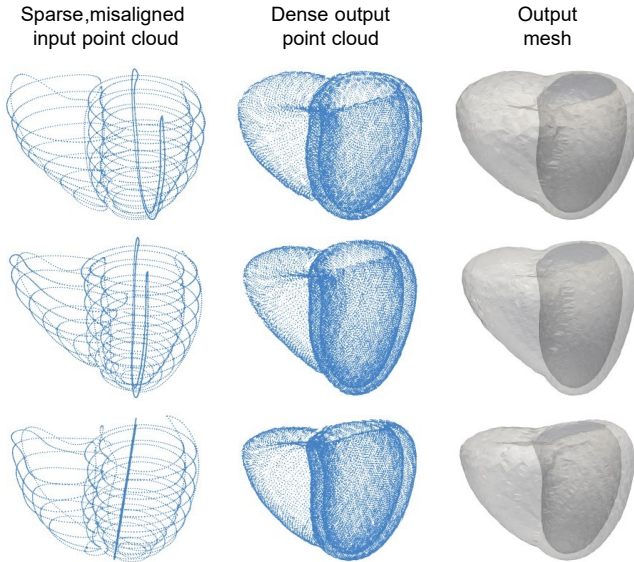 Sparse,misaligned
input point cloud
Dense output
point cloud
Output
mesh